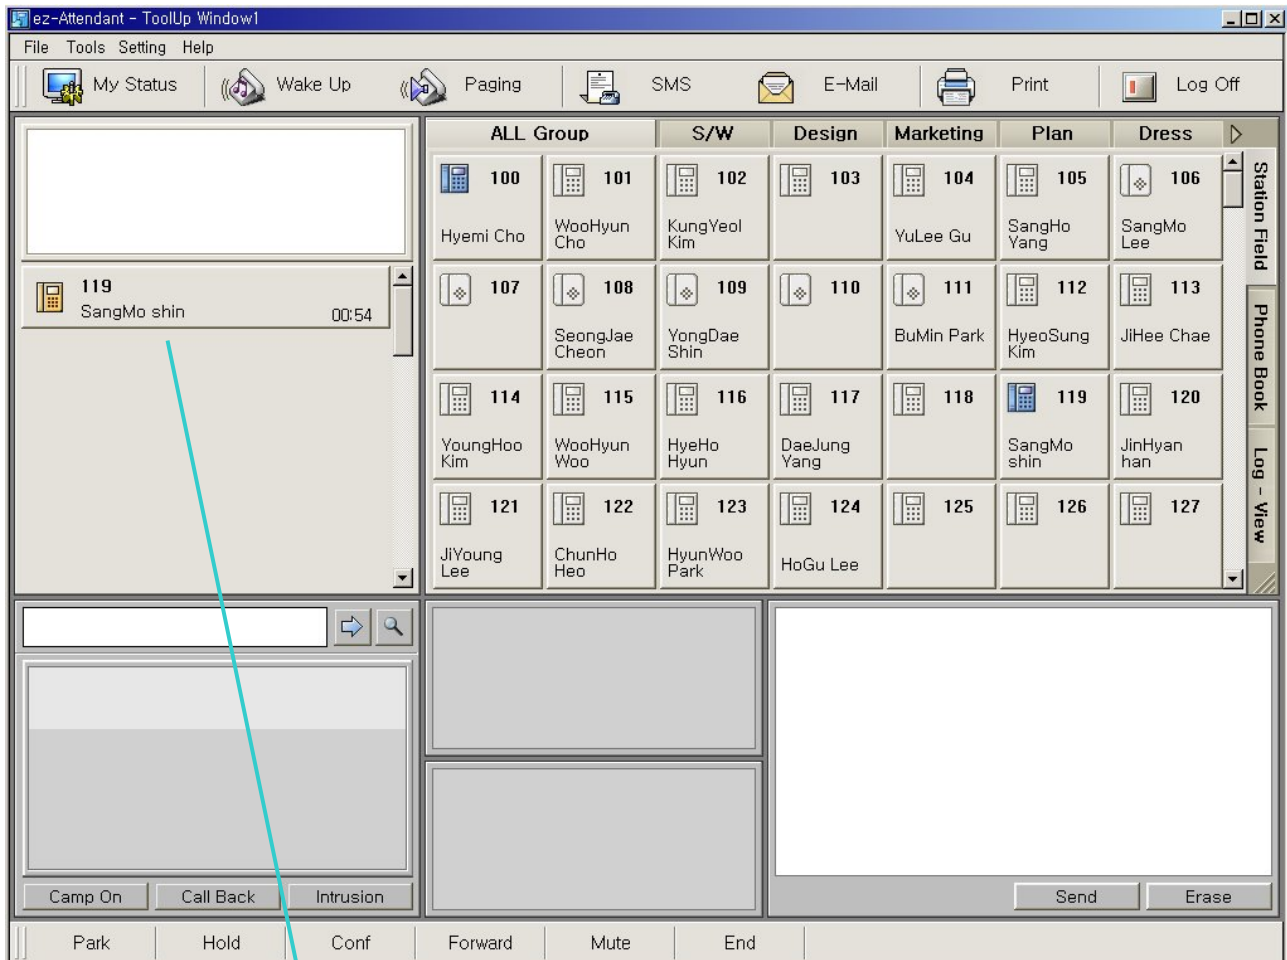 ez-Attendant - ToolUp Window1
File Tools Setting Help
My Status Wake Up Paging SMS E-Mail Print Log Off
ALL Group S/W Design Marketing Plan Dress
119
SangMo shin 00:54
100 101 102 103 104 105 106
Hyemi Cho
WooHyun
Cho
KungYeol
Kim
YuLee Gu
SangHo
Yang
SangMo
Lee
107 108 109 110 111 112 113
SeongJae
Cheon
YongDae
Shin
BuMin Park
HyeoSung
Kim
JiHee Chae
114 115 116 117 118 119 120
YoungHoo
Kim
WooHyun
Woo
HyeHo
Hyun
DaeJung
Yang
SangMo
shin
JinHyan
han
121 122 123 124 125 126 127
JiYoung
Lee
ChunHo
Heo
HyunWoo
Park
HoGu Lee
Station Field
Phone Book
Log - View
Camp On Call Back Intrusion
Send Erase
Park Hold Conf Forward Mute End